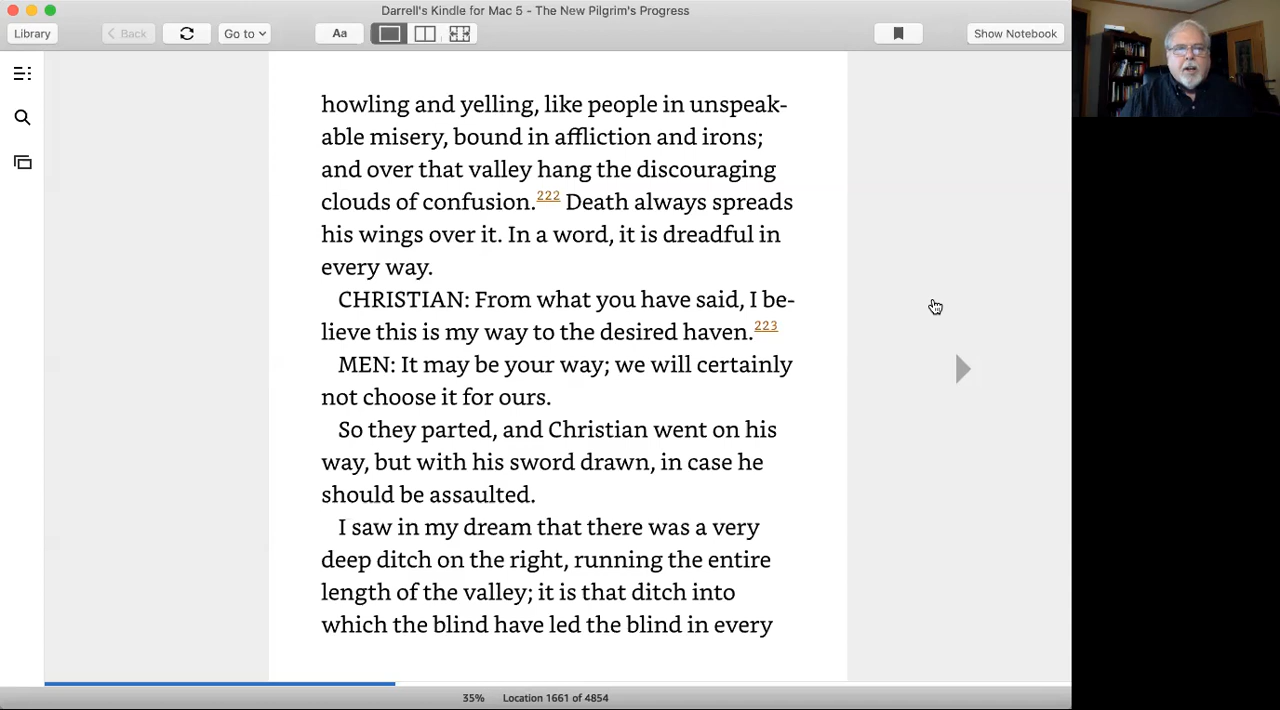 Darrell's Kindle for Mac 5 - The New Pilgrim's Progress
Library
Back
Go to
Aa
Show Notebook
howling and yelling, like people in unspeak-
able misery, bound in affliction and irons;
and over that valley hang the discouraging
clouds of confusion.222 Death always spreads
his wings over it. In a word, it is dreadful in
every way.
CHRISTIAN: From what you have said, I be-
lieve this is my way to the desired haven.223
MEN: It may be your way; we will certainly
not choose it for ours.
So they parted, and Christian went on his
way, but with his sword drawn, in case he
should be assaulted.
I saw in my dream that there was a very
deep ditch on the right, running the entire
length of the valley; it is that ditch into
which the blind have led the blind in every
35% Location 1661 of 4854